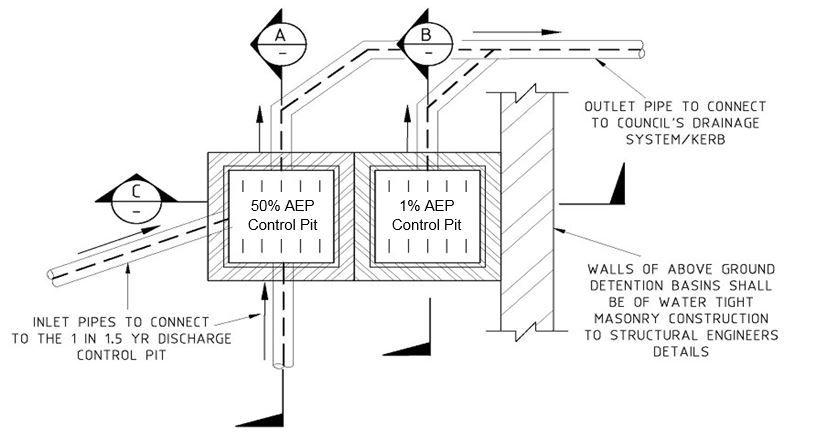 A
–
B
–
OUTLET PIPE TO CONNECT
TO COUNCIL'S DRAINAGE
SYSTEM/KERB
C
–
50% AEP
Control Pit
1% AEP
Control Pit
WALLS OF ABOVE GROUND
DETENTION BASINS SHALL
BE OF WATER TIGHT
MASONRY CONSTRUCTION
TO STRUCTURAL ENGINEERS
DETAILS
INLET PIPES TO CONNECT
TO THE 1 IN 1.5 YR DISCHARGE
CONTROL PIT